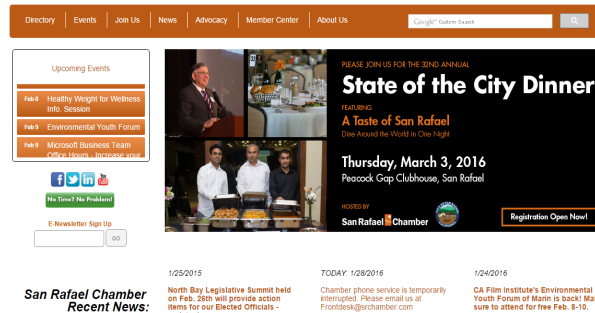 Directory
Events
Join Us
News
Advocacy
Member Center
About Us
Google™ Custom Search
Upcoming Events
Feb 8 Healthy Weight for Wellness
Info. Session
Feb 9 Environmental Youth Forum
Feb 9 Microsoft Business Team
Office Hours - Increase your
PLEASE JOIN US FOR THE 32ND ANNUAL
State of the City Dinner
FEATURING
A Taste of San Rafael
Dine Around the World in One Night
Thursday, March 3, 2016
Peacock Gap Clubhouse, San Rafael
HOSTED BY
San Rafael Chamber
Registration Open Now!
You Tube
No Time? No Problem!
E-Newsletter Sign Up
GO
San Rafael Chamber
Recent News:
1/25/2015
North Bay Legislative Summit held
on Feb. 26th will provide action
items for our Elected Officials -
TODAY: 1/28/2016
Chamber phone service is temporarily
interrupted. Please email us at
Frontdesk@srchamber.com
1/24/2016
CA Film Institute's Environmental
Youth Forum of Marin is back! Mar
sure to attend for free Feb. 8-10.